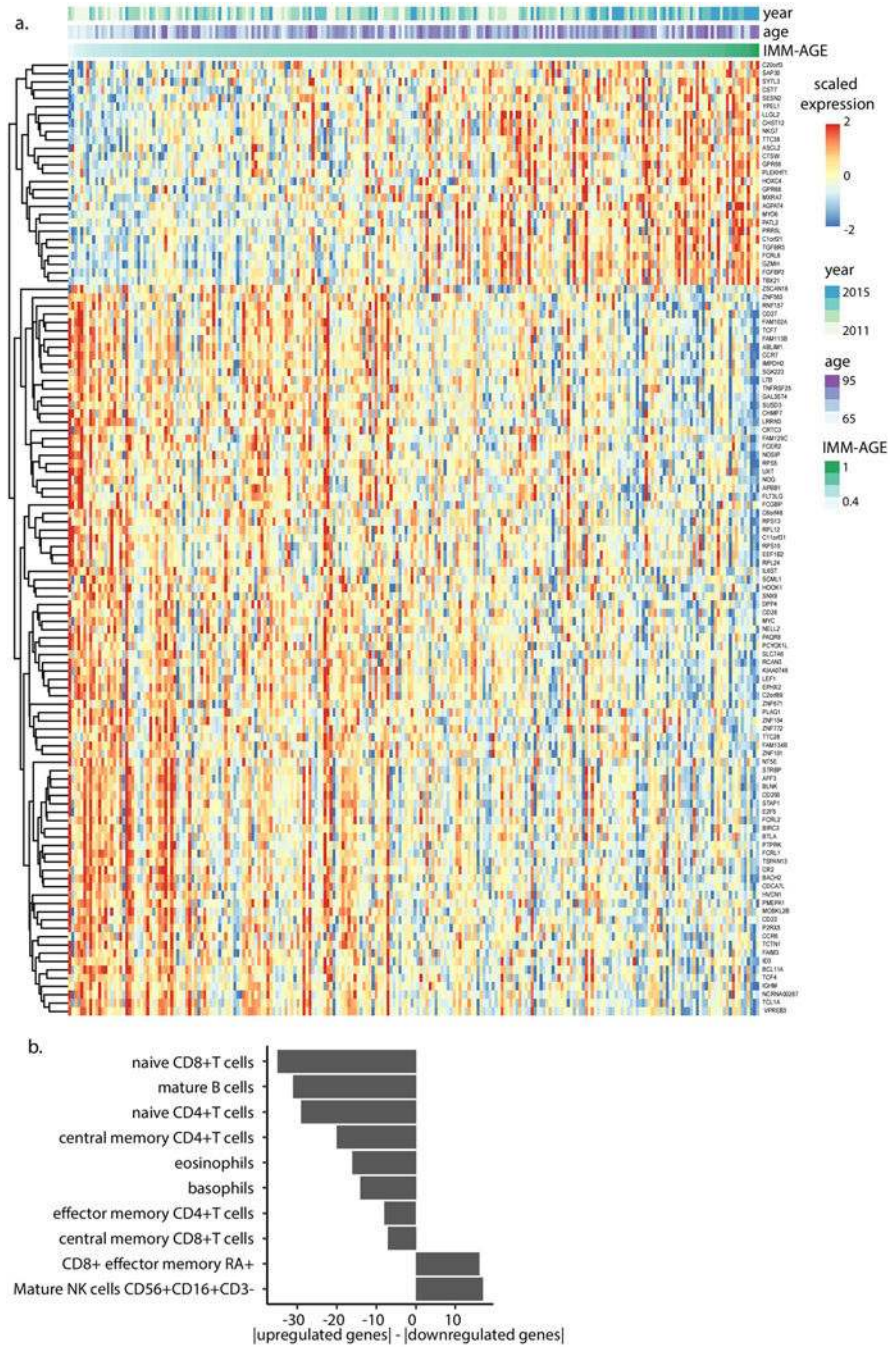 a.
year
age
IMM-AGE
scaled
expression
2
0
-2
year
2015
2011
age
95
65
IMM-AGE
1
0.4
C20orf3
SAP30
SYTL3
CST7
SESN2
YPEL1
LLGL2
CHST12
NKG7
TTC38
ASCL2
CTSW
GPR56
PLEKHF1
HOXC4
GPR68
MXRA7
AGPAT4
MYO6
PATL2
PRR5L
C1orf21
TGFBR3
FCRL6
GZMH
FGFBP2
TBX21
ZSCAN18
ZNF563
RNF157
CD27
FAM102A
TCF7
FAM113B
ABLIM1
CCR7
IMPDH2
SGK223
LTB
TNFRSF25
GAL3ST4
SUSD3
CHMP7
LRRN3
CRTC3
FAM129C
FCER2
NOSIP
RPS5
UXT
NOG
APBB1
FLT3LG
FCGBP
C6orf48
RPS13
RPL12
C11orf31
RPS10
EEF1B2
RPL24
IL6ST
SCML1
HOOK1
SNX9
DPP4
CD28
MYC
NELL2
PAQR8
PCYOX1L
SLC7A6
RCAN3
KIAA0748
LEF1
EPHX2
C2orf89
ZNF671
PLAG1
ZNF154
ZNF772
TTC28
FAM134B
ZNF101
NT5E
STRBP
AFF3
BLNK
CD200
STAP1
E2F5
FCRL2
BIRC3
BTLA
PTPRK
FCRL1
TSPAN13
CR2
BACH2
CDCA7L
HVCN1
PMEPA1
MOBKL2B
CD22
P2RX5
CCR6
TCTN1
FAIM3
ID3
BCL11A
TCF4
IGHM
NCRNA00287
TCL1A
VPREB3
b.
naive CD8+T cells
mature B cells
naive CD4+T cells
central memory CD4+T cells
eosinophils
basophils
effector memory CD4+T cells
central memory CD8+T cells
CD8+ effector memory RA+
Mature NK cells CD56+CD16+CD3-
-30 -20 -10 0 10
|upregulated genes| - |downregulated genes|